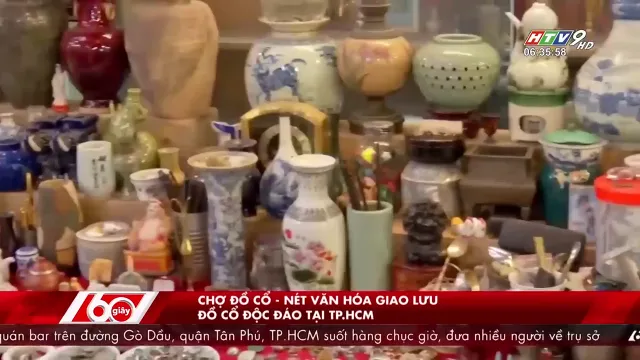 HTV9 HD
06:35:58
60 giây
CHỢ ĐỒ CỔ - NÉT VĂN HÓA GIAO LƯU
ĐỒ CỔ ĐỘC ĐÁO TẠI TP.HCM
quán bar trên đường Gò Dầu, quận Tân Phú, TP.HCM suốt hàng chục giờ, đưa nhiều người về trụ sở